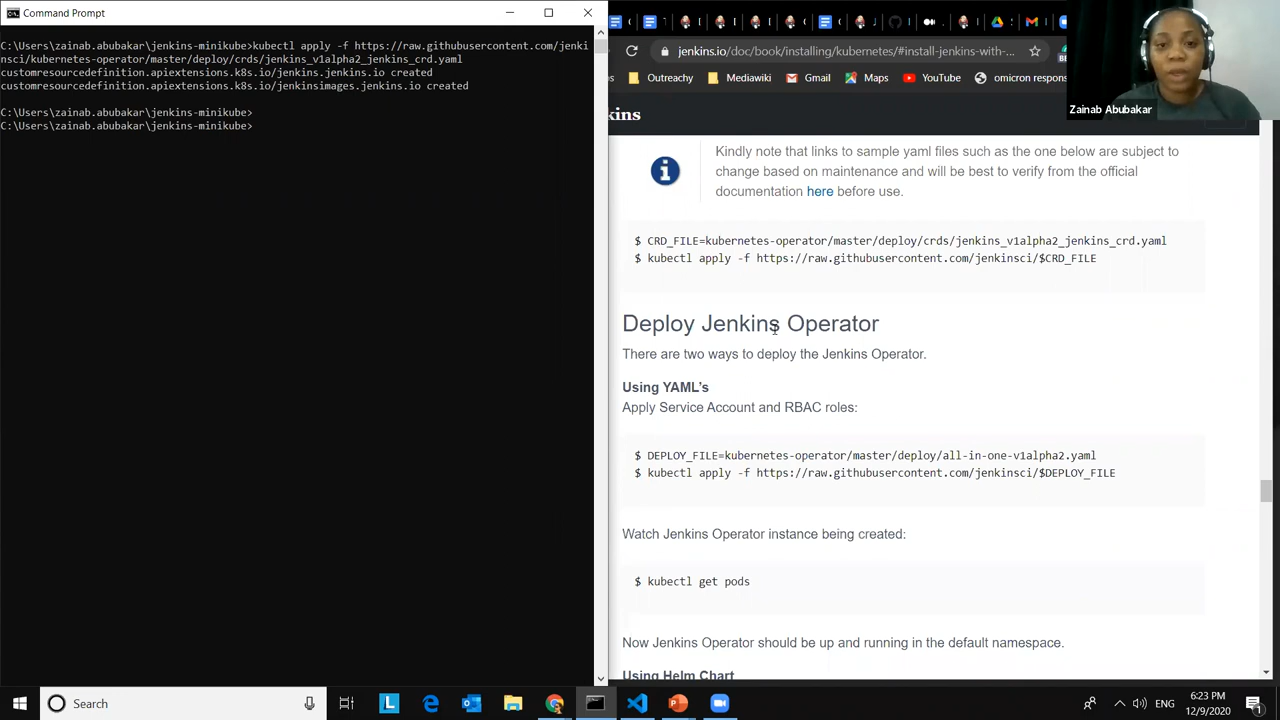 Command Prompt
C:\Users\zainab.abubakar\jenkins-minikube>kubectl apply -f https://raw.githubusercontent.com/jenki
nsci/kubernetes-operator/master/deploy/crds/jenkins_v1alpha2_jenkins_crd.yaml
customresourcedefinition.apiextensions.k8s.io/jenkins.jenkins.io created
customresourcedefinition.apiextensions.k8s.io/jenkinsimages.jenkins.io created
C:\Users\zainab.abubakar\jenkins-minikube>
C:\Users\zainab.abubakar\jenkins-minikube>
jenkins.io/doc/book/installing/kubernetes/#install-jenkins-with-...
Outreachy
Mediawiki
Gmail
Maps
YouTube
omicron records
Zainab Abubakar
kins
Kindly note that links to sample yaml files such as the one below are subject to
change based on maintenance and will be best to verify from the official
documentation here before use.
$ CRD_FILE=kubernetes-operator/master/deploy/crds/jenkins_v1alpha2_jenkins_crd.yaml
$ kubectl apply -f https://raw.githubusercontent.com/jenkinsci/$CRD_FILE
Deploy Jenkins Operator
There are two ways to deploy the Jenkins Operator.
Using YAML's
Apply Service Account and RBAC roles:
$ DEPLOY_FILE=kubernetes-operator/master/deploy/all-in-one-v1alpha2.yaml
$ kubectl apply -f https://raw.githubusercontent.com/jenkinsci/$DEPLOY_FILE
Watch Jenkins Operator instance being created:
$ kubectl get pods
Now Jenkins Operator should be up and running in the default namespace.
Using Helm Chart
Search
ENG
6:23 PM
12/9/2020